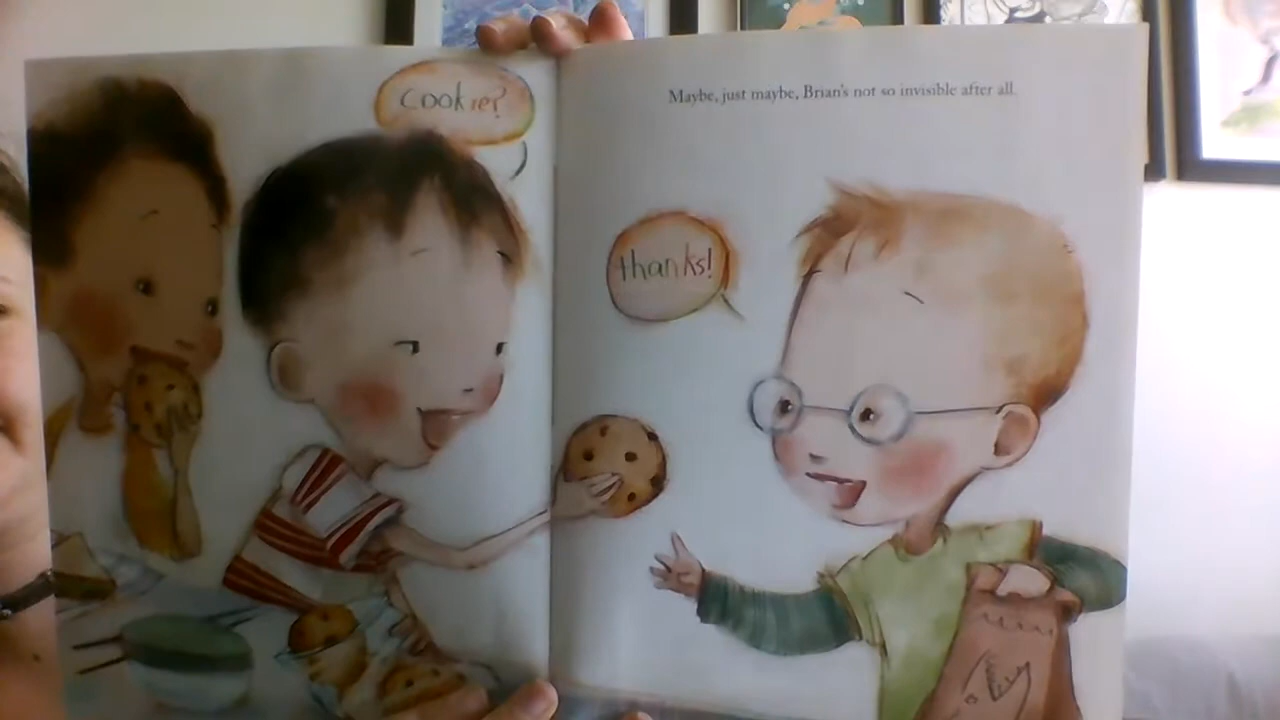 Cookie?
Maybe, just maybe, Brian's not so invisible after all.
thanks!